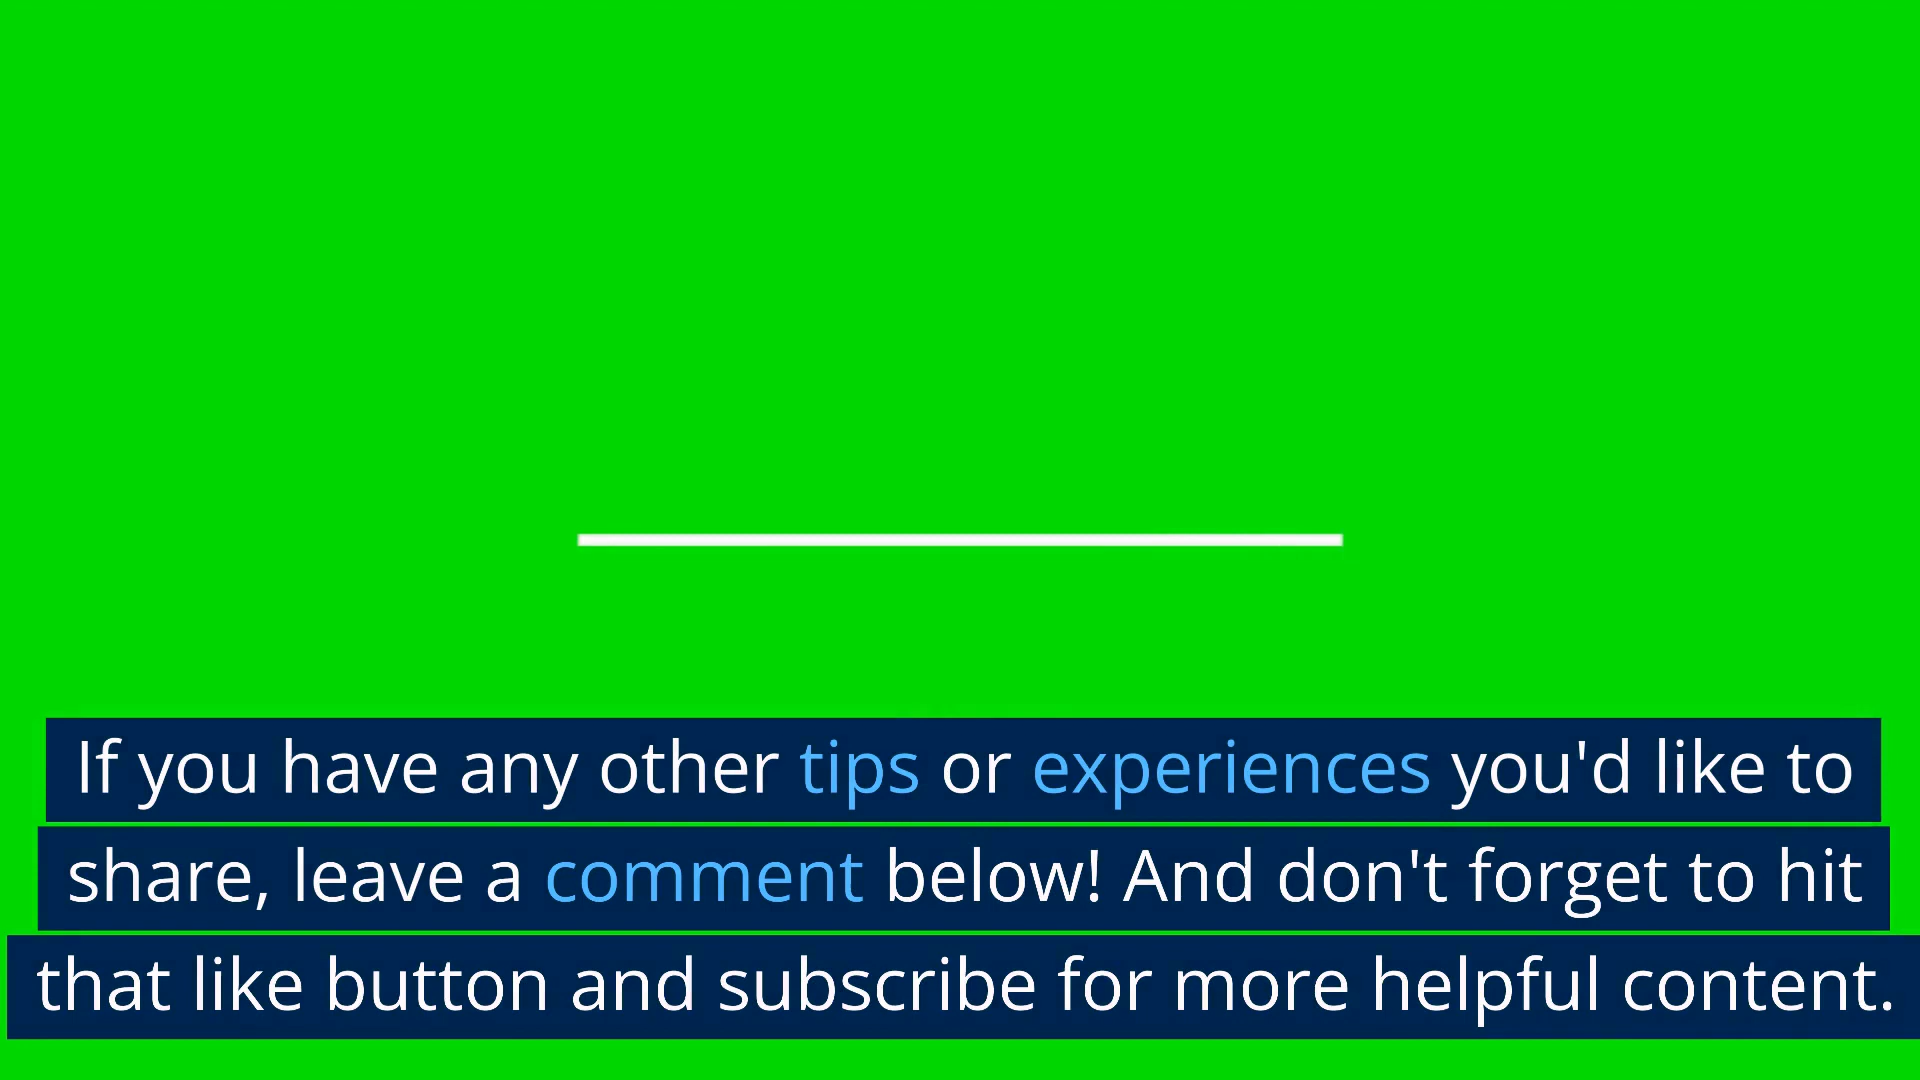 If you have any other tips or experiences you'd like to
share, leave a comment below! And don't forget to hit
that like button and subscribe for more helpful content.